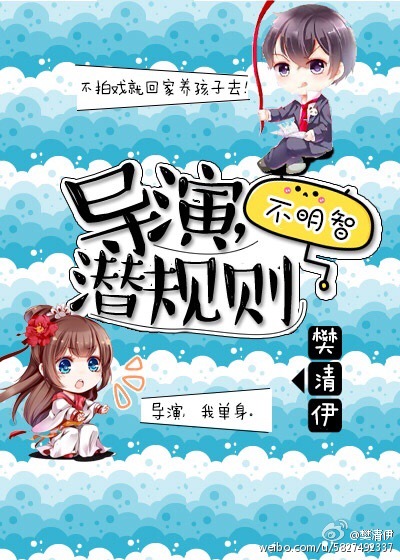 不拍戏就回家养孩子去!
导演,
不明智
潜规则
樊清伊
导演, 我单身。
@樊清伊
weibo.com/u/5827492337